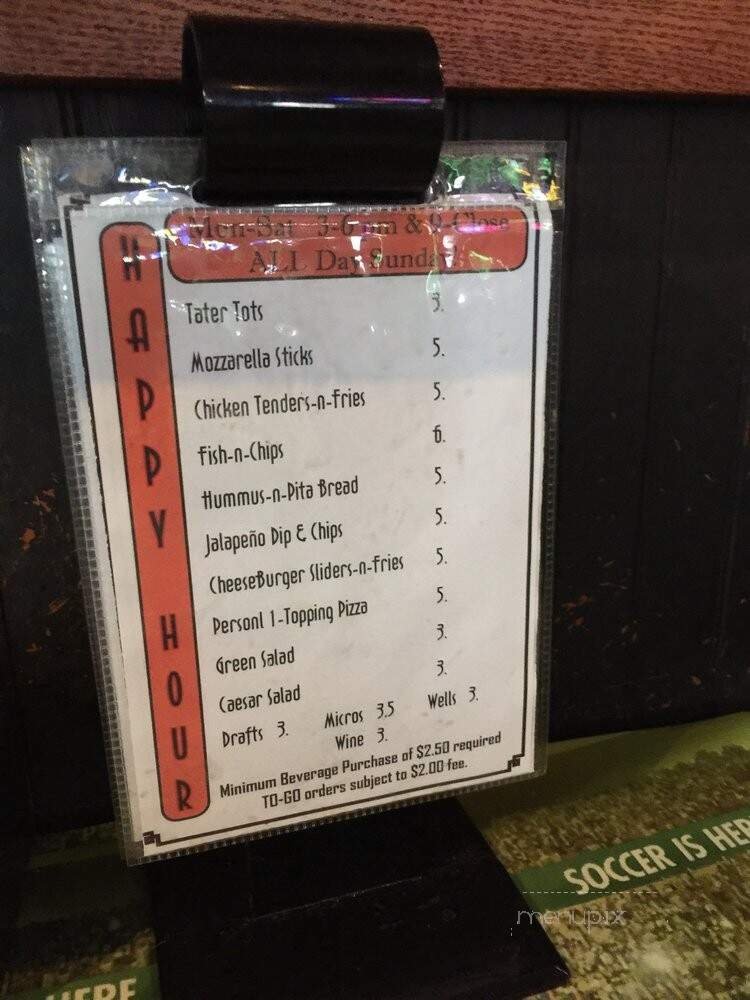 Mon-Sat 3-6 pm & 9-Close
ALL Day Sunday!
HAPPY HOUR
Tater Tots 3.
Mozzarella Sticks 5.
Chicken Tenders-n-Fries 5.
Fish-n-Chips 6.
Hummus-n-Pita Bread 5.
Jalapeño Dip & Chips 5.
CheeseBurger Sliders-n-Fries 5.
Personl 1-Topping Pizza 5.
Green Salad 3.
Caesar Salad 3.
Drafts 3. Micros 3.5 Wells 3.
Wine 3.
Minimum Beverage Purchase of $2.50 required
TO-GO orders subject to $2.00 fee.
SOCCER IS HERE
HERE
menupix